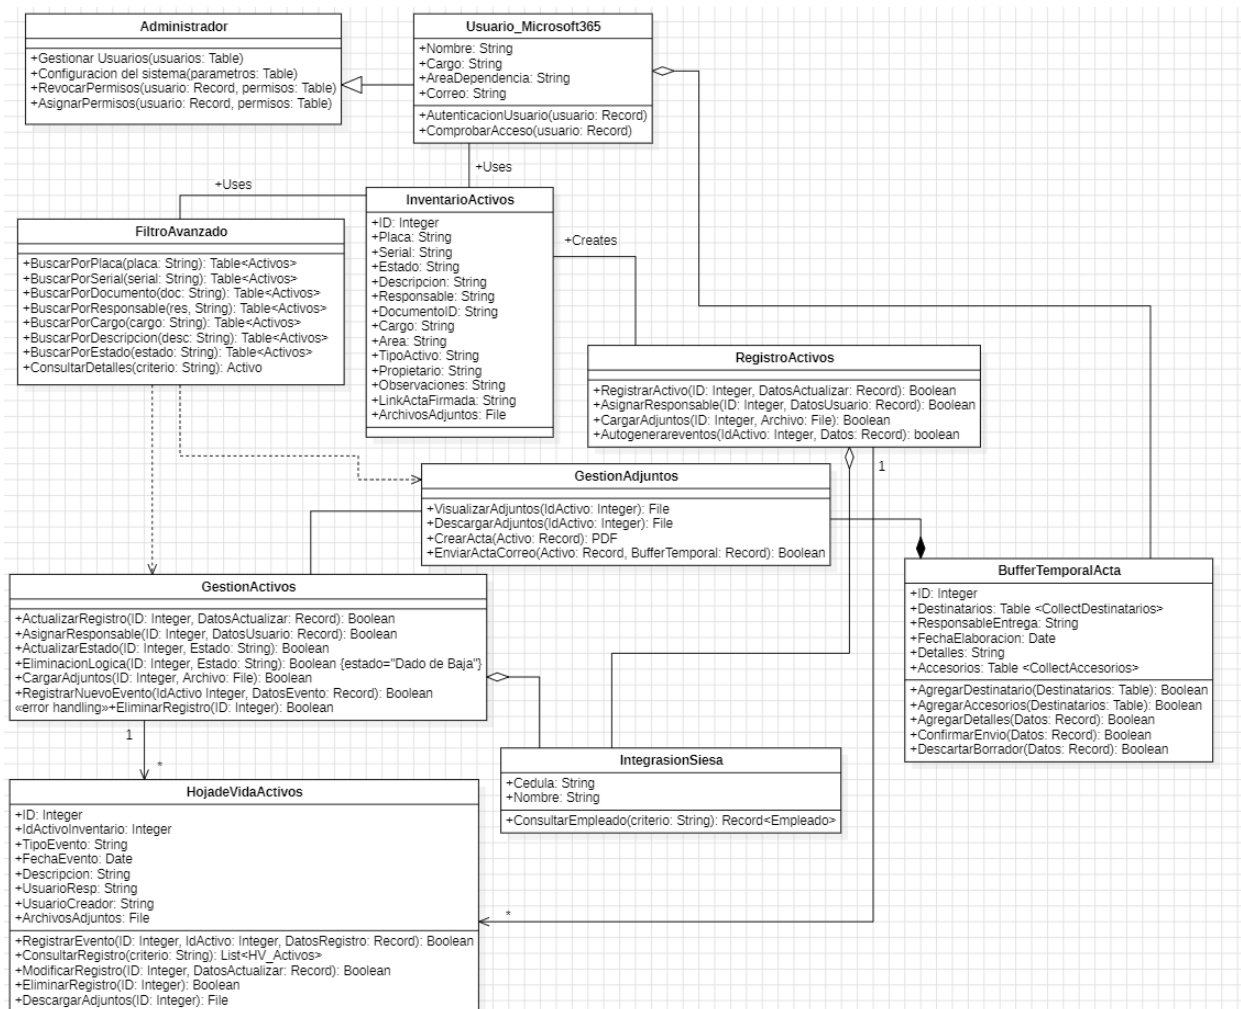 Administrador
+Gestionar Usuarios(usuarios: Table)
+Configuracion del sistema(parametros: Table)
+RevocarPermisos(usuario: Record, permisos: Table)
+AsignarPermisos(usuario: Record, permisos: Table)
Usuario_Microsoft365
+Nombre: String
+Cargo: String
+AreaDependencia: String
+Correo: String
+AutenticacionUsuario(usuario: Record)
+ComprobarAcceso(usuario: Record)
+Uses
+Uses
FiltroAvanzado
+BuscarPorPlaca(placa: String): Table<Activos>
+BuscarPorSerial(serial: String): Table<Activos>
+BuscarPorDocumento(doc: String): Table<Activos>
+BuscarPorResponsable(res, String): Table<Activos>
+BuscarPorCargo(cargo: String): Table<Activos>
+BuscarPorDescripcion(desc: String): Table<Activos>
+BuscarPorEstado(estado: String): Table<Activos>
+ConsultarDetalles(criterio: String): Activo
InventarioActivos
+ID: Integer
+Placa: String
+Serial: String
+Estado: String
+Descripcion: String
+Responsable: String
+DocumentoID: String
+Cargo: String
+Area: String
+TipoActivo: String
+Propietario: String
+Observaciones: String
+LinkActaFirmada: String
+ArchivosAdjuntos: File
+Creates
RegistroActivos
+RegistrarActivo(ID: Integer, DatosActualizar: Record): Boolean
+AsignarResponsable(ID: Integer, DatosUsuario: Record): Boolean
+CargarAdjuntos(ID: Integer, Archivo: File): Boolean
+Autogenerareventos(IdActivo: Integer, Datos: Record): boolean
1
GestionAdjuntos
+VisualizarAdjuntos(IdActivo: Integer): File
+DescargarAdjuntos(IdActivo: Integer): File
+CrearActa(Activo: Record): PDF
+EnviarActaCorreo(Activo: Record, BufferTemporal: Record): Boolean
BufferTemporalActa
+ID: Integer
+Destinatarios: Table <CollectDestinatarios>
+ResponsableEntrega: String
+FechaElaboracion: Date
+Detalles: String
+Accesorios: Table <CollectAccesorios>
+AgregarDestinatario(Destinatarios: Table): Boolean
+AgregarAccesorios(Destinatarios: Table): Boolean
+AgregarDetalles(Datos: Record): Boolean
+ConfirmarEnvio(Datos: Record): Boolean
+DescartarBorrador(Datos: Record): Boolean
GestionActivos
+ActualizarRegistro(ID: Integer, DatosActualizar: Record): Boolean
+AsignarResponsable(ID: Integer, DatosUsuario: Record): Boolean
+ActualizarEstado(ID: Integer, Estado: String): Boolean
+EliminacionLogica(ID: Integer, Estado: String): Boolean {estado="Dado de Baja"}
+CargarAdjuntos(ID: Integer, Archivo: File): Boolean
+RegistrarNuevoEvento(IdActivo Integer, DatosEvento: Record): Boolean
«error handling»+EliminarRegistro(ID: Integer): Boolean
1
*
IntegrasionSiesa
+Cedula: String
+Nombre: String
+ConsultarEmpleado(criterio: String): Record<Empleado>
HojadeVidaActivos
+ID: Integer
+IdActivoInventario: Integer
+TipoEvento: String
+FechaEvento: Date
+Descripcion: String
+UsuarioResp: String
+UsuarioCreador: String
+ArchivosAdjuntos: File
*
+RegistrarEvento(ID: Integer, IdActivo: Integer, DatosRegistro: Record): Boolean
+ConsultarRegistro(criterio: String): List<HV_Activos>
+ModificarRegistro(ID: Integer, DatosActualizar: Record): Boolean
+EliminarRegistro(ID: Integer): Boolean
+DescargarAdjuntos(ID: Integer): File